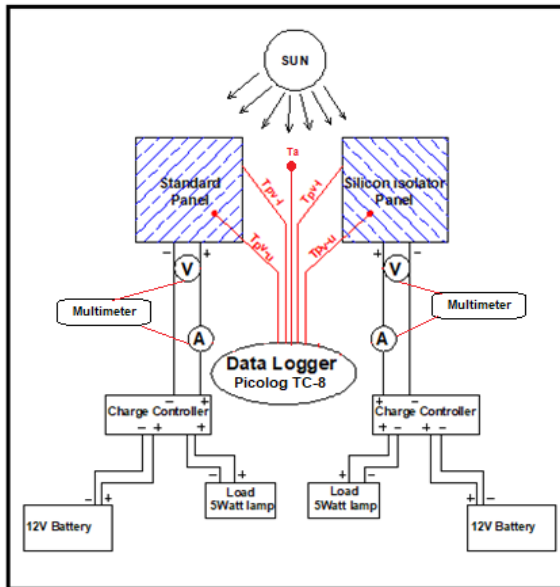 SUN
Ta
Standard
Panel
Silicon isolator
Panel
Tpv-l
Tpv-l
Tpv-u
Tpv-u
− +
+ −
V
V
Multimeter
Multimeter
A
A
Data Logger
Picolog TC-8
− +
+ −
Charge Controller
Charge Controller
− + +
+ − + −
− +
− +
+ −
+ −
12V Battery
Load
5Watt lamp
Load
5Watt lamp
12V Battery